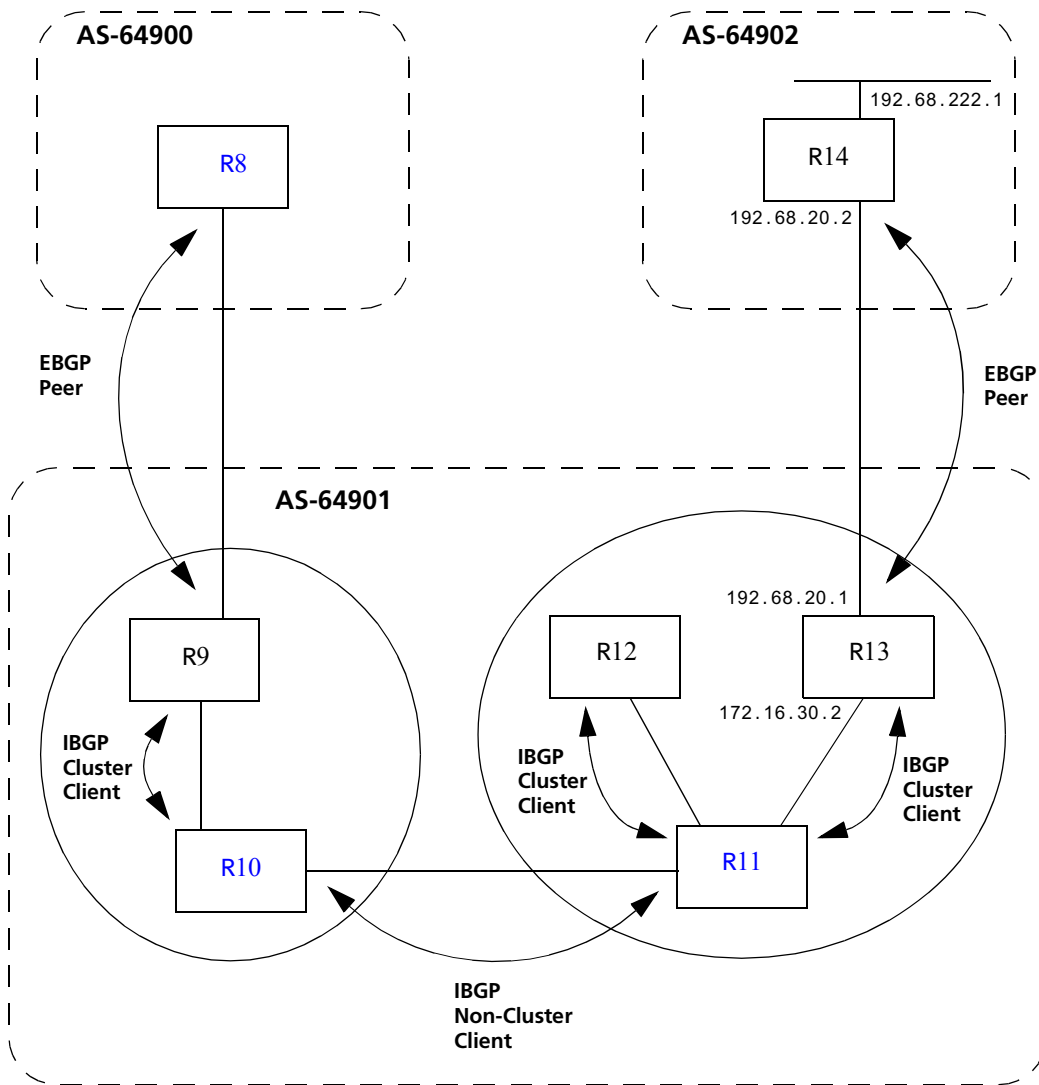 AS-64900
AS-64902
192.68.222.1
R8
R14
192.68.20.2
EBGP
Peer
EBGP
Peer
AS-64901
192.68.20.1
R9
R12
R13
172.16.30.2
IBGP
Cluster
Client
IBGP
Cluster
Client
IBGP
Cluster
Client
R10
R11
IBGP
Non-Cluster
Client